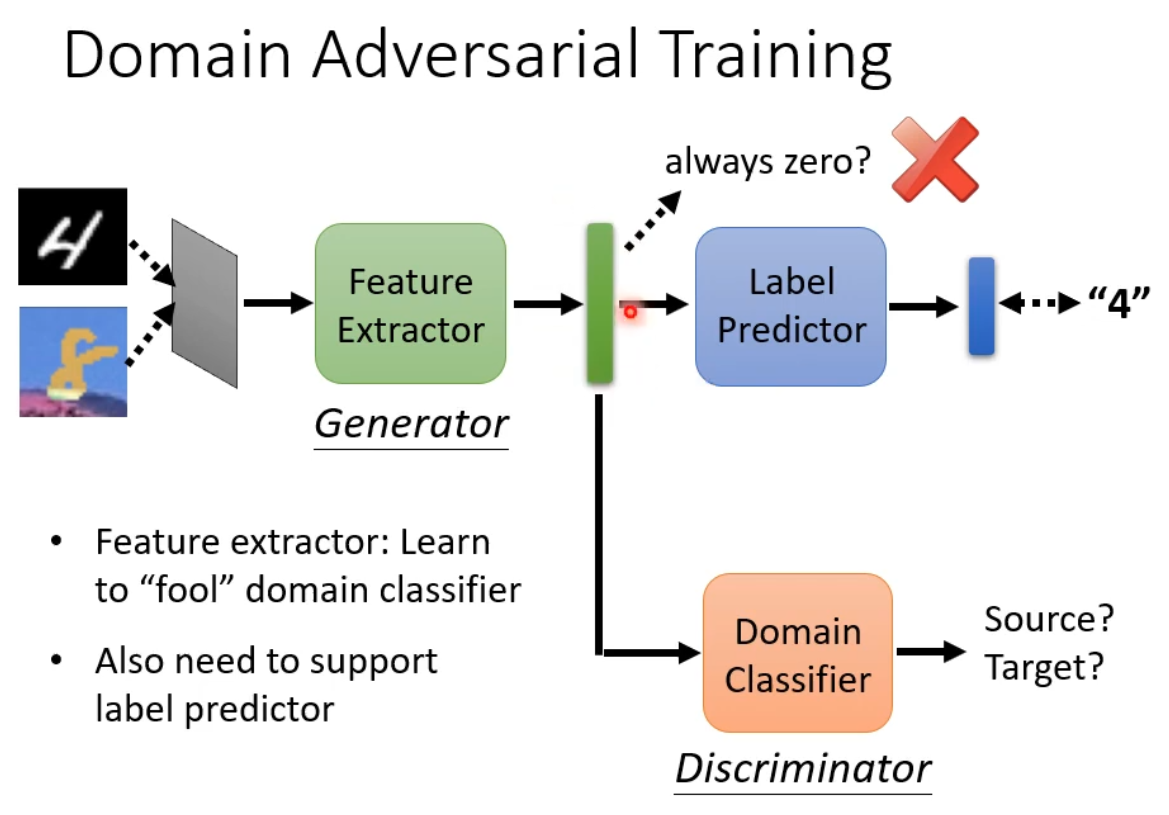 Domain Adversarial Training
always zero?
Feature
Extractor
Label
Predictor
“4”
Generator
• Feature extractor: Learn
to “fool” domain classifier
• Also need to support
label predictor
Domain
Classifier
Source?
Target?
Discriminator